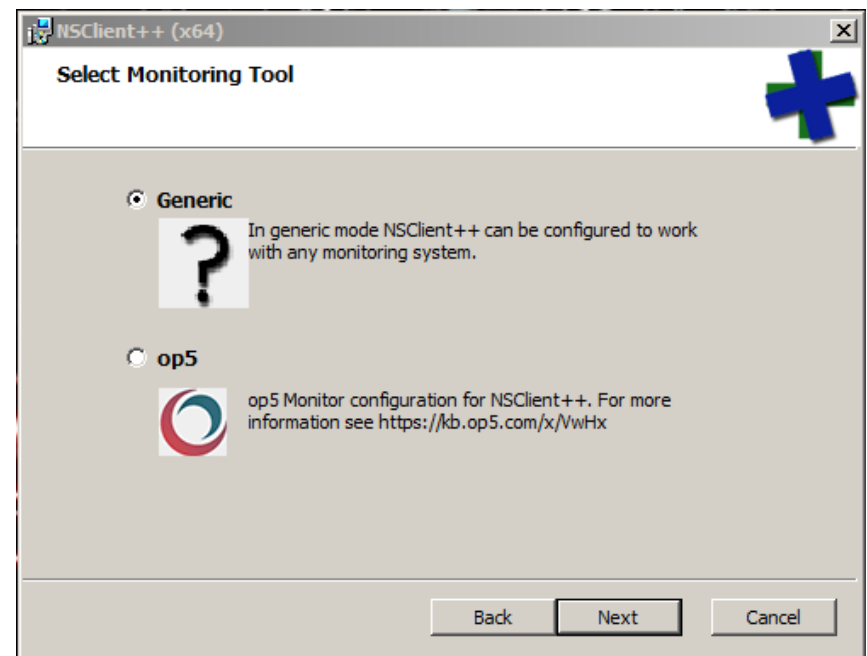 NSClient++ (x64)
Select Monitoring Tool
Generic
In generic mode NSClient++ can be configured to work
with any monitoring system.
op5
op5 Monitor configuration for NSClient++. For more
information see https://kb.op5.com/x/VwHx
Back Next Cancel